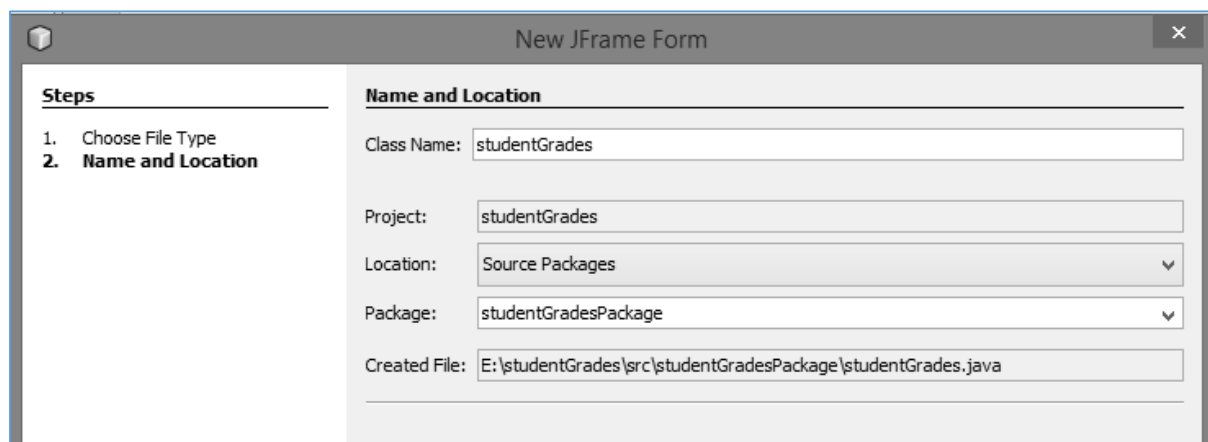 New JFrame Form
Steps
1. Choose File Type
2. Name and Location
Name and Location
Class Name: studentGrades
Project: studentGrades
Location: Source Packages
Package: studentGradesPackage
Created File: E:\studentGrades\src\studentGradesPackage\studentGrades.java